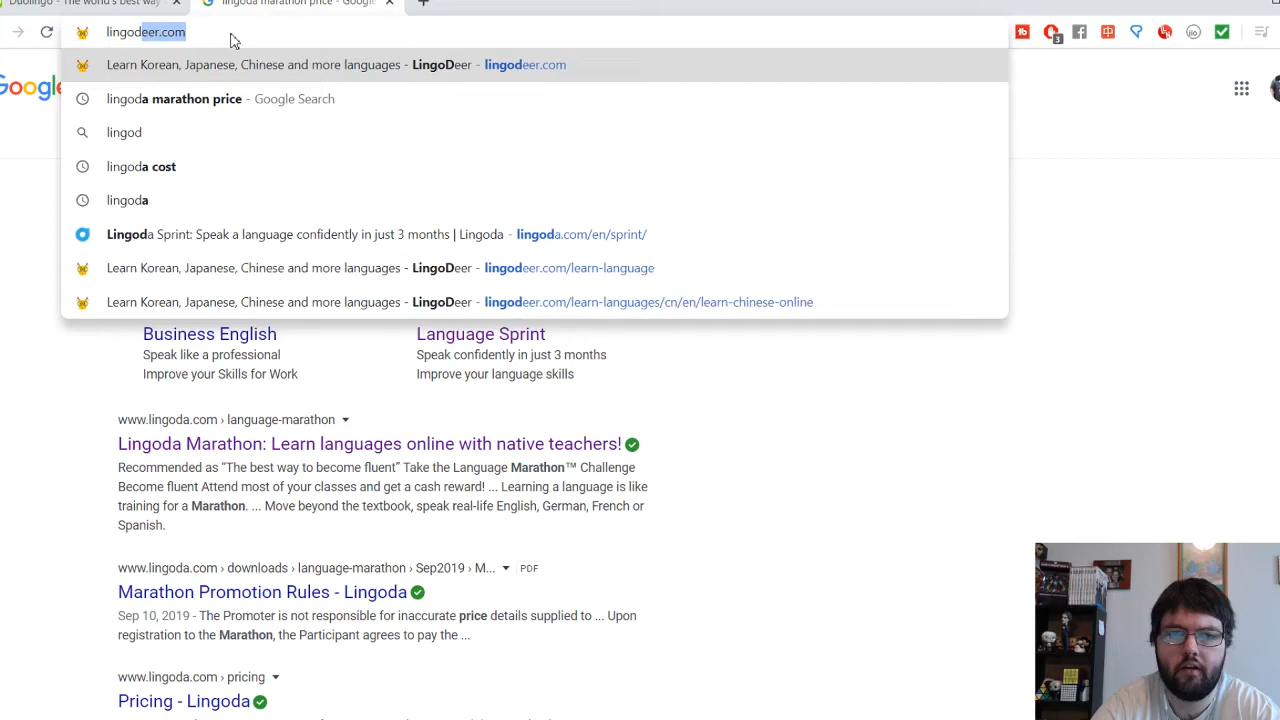 Duolingo - The world's best way
lingoda marathon price - Google
lingodeer.com
3
Google
Learn Korean, Japanese, Chinese and more languages - LingoDeer - lingodeer.com
lingoda marathon price - Google Search
lingod
lingoda cost
lingoda
Lingoda Sprint: Speak a language confidently in just 3 months | Lingoda - lingoda.com/en/sprint/
Learn Korean, Japanese, Chinese and more languages - LingoDeer - lingodeer.com/learn-language
Learn Korean, Japanese, Chinese and more languages - LingoDeer - lingodeer.com/learn-languages/cn/en/learn-chinese-online
Business English
Speak like a professional
Improve your Skills for Work
Language Sprint
Speak confidently in just 3 months
Improve your language skills
www.lingoda.com › language-marathon
Lingoda Marathon: Learn languages online with native teachers!
Recommended as “The best way to become fluent” Take the Language Marathon™ Challenge
Become fluent Attend most of your classes and get a cash reward! ... Learning a language is like
training for a Marathon. ... Move beyond the textbook, speak real-life English, German, French or
Spanish.
www.lingoda.com › downloads › language-marathon › Sep2019 › M... PDF
Marathon Promotion Rules - Lingoda
Sep 10, 2019 - The Promoter is not responsible for inaccurate price details supplied to ... Upon
registration to the Marathon, the Participant agrees to pay the ...
www.lingoda.com › pricing
Pricing - Lingoda